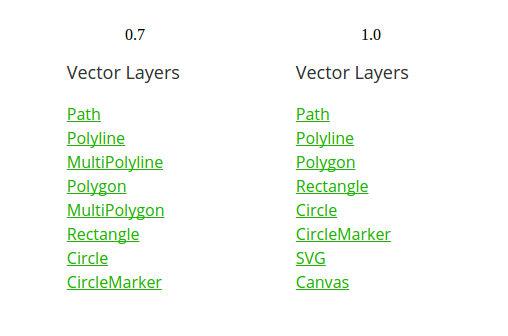 0.7
Vector Layers
Path
Polyline
MultiPolyline
Polygon
MultiPolygon
Rectangle
Circle
CircleMarker
1.0
Vector Layers
Path
Polyline
Polygon
Rectangle
Circle
CircleMarker
SVG
Canvas